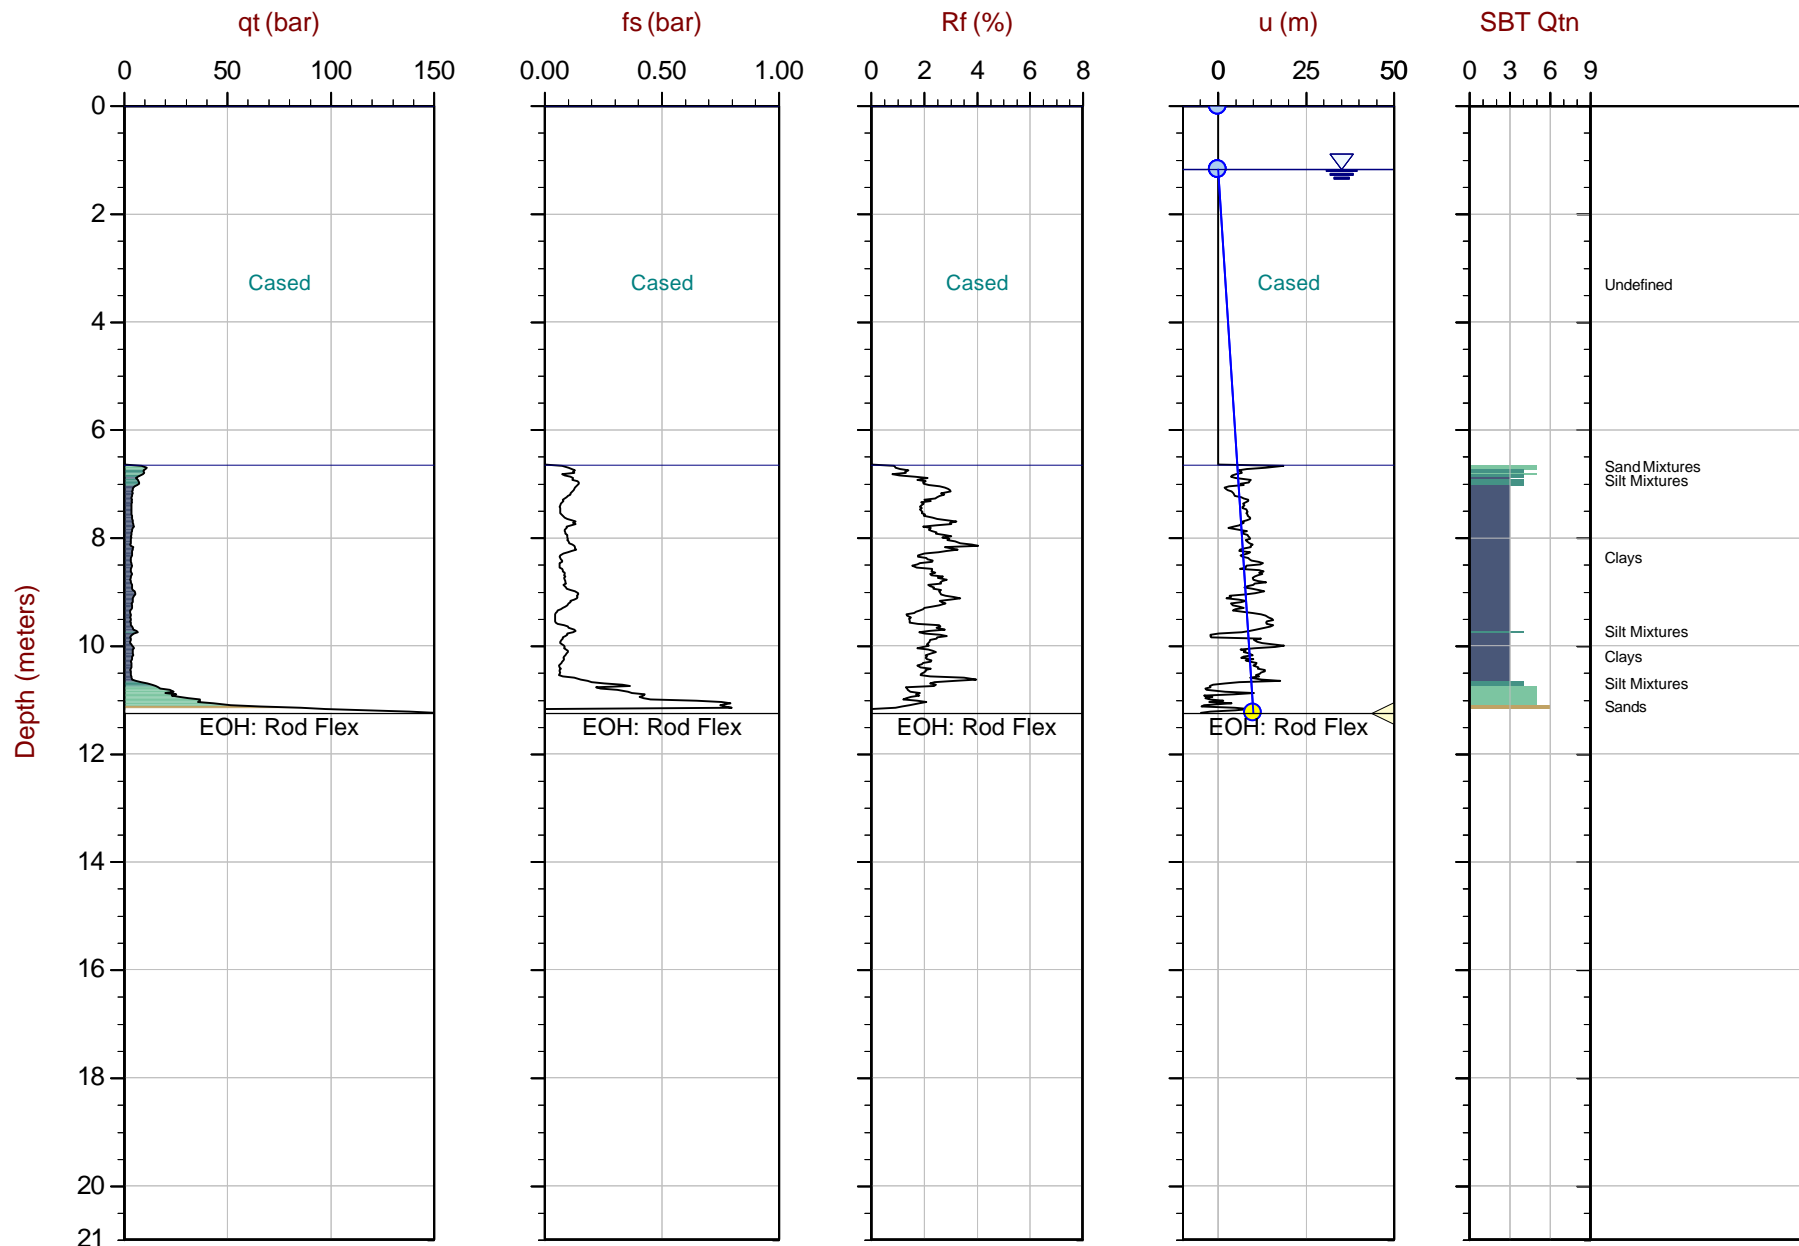 qt (bar) fs (bar) Rf (%) u (m) SBT Qtn
0 50 100 150 0.00 0.50 1.00 0 2 4 6 8 0 25 50 0 3 6 9
0
2
Cased Cased Cased Cased Undefined
4
6
Sand Mixtures
Silt Mixtures
8
Clays
Depth (meters)
Silt Mixtures
10
Clays
Silt Mixtures
Sands
EOH: Rod Flex EOH: Rod Flex EOH: Rod Flex EOH: Rod Flex
12
14
16
18
20
21